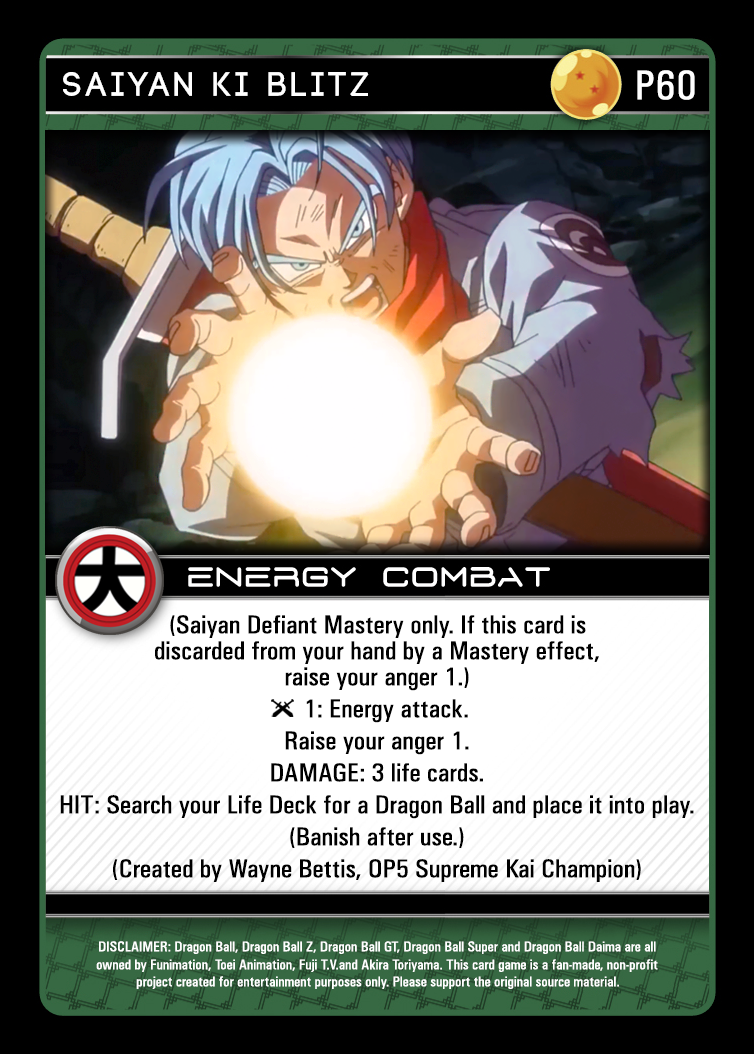 SAIYAN KI BLITZ P60
大
ENERGY COMBAT
(Saiyan Defiant Mastery only. If this card is
discarded from your hand by a Mastery effect,
raise your anger 1.)
1: Energy attack.
Raise your anger 1.
DAMAGE: 3 life cards.
HIT: Search your Life Deck for a Dragon Ball and place it into play.
(Banish after use.)
(Created by Wayne Bettis, OP5 Supreme Kai Champion)
DISCLAIMER: Dragon Ball, Dragon Ball Z, Dragon Ball GT, Dragon Ball Super and Dragon Ball Daima are all
owned by Funimation, Toei Animation, Fuji T.V.and Akira Toriyama. This card game is a fan-made, non-profit
project created for entertainment purposes only. Please support the original source material.